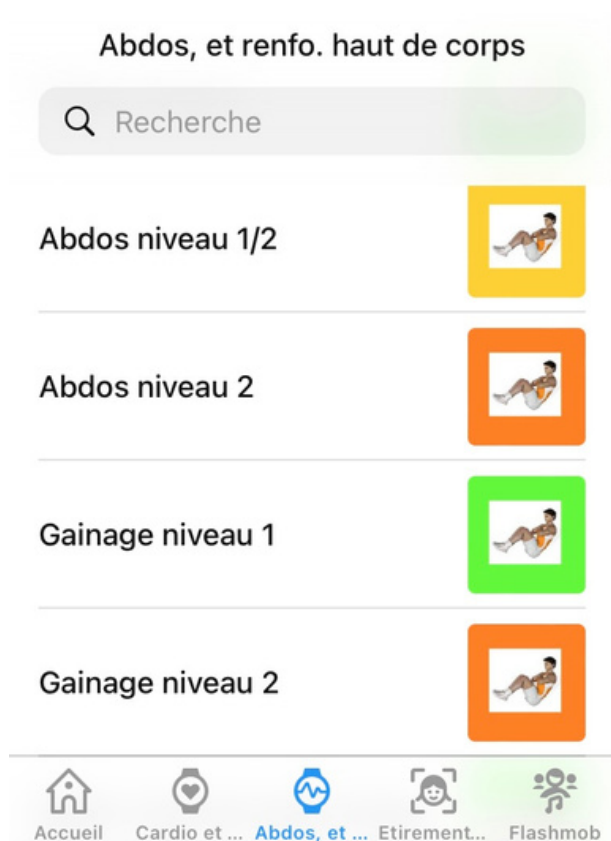 Abdos, et renfo. haut de corps
Recherche
Abdos niveau 1/2
Abdos niveau 2
Gainage niveau 1
Gainage niveau 2
Accueil Cardio et ... Abdos, et ... Etirement... Flashmob